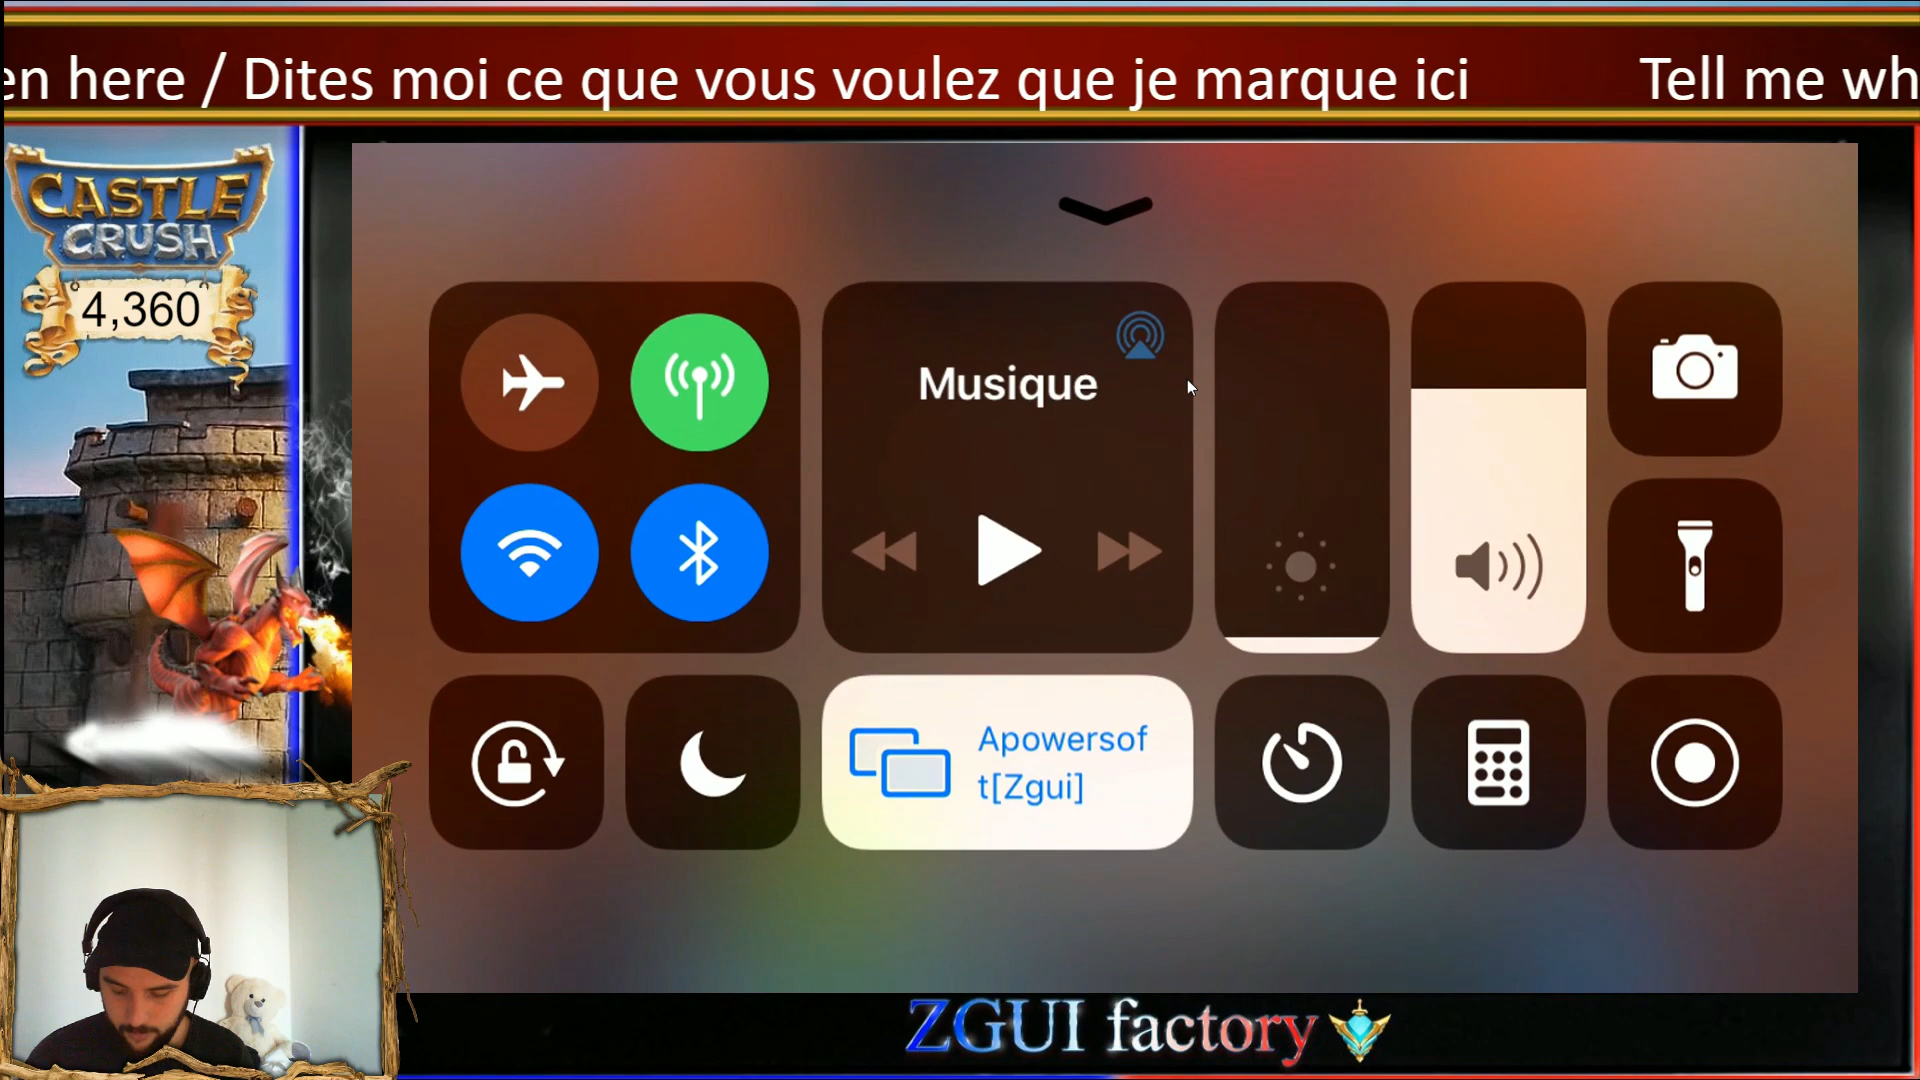 en here / Dites moi ce que vous voulez que je marque ici Tell me wh
CASTLE
CRUSH
4,360
Musique
Apowersof
t[Zgui]
ZGUI factory